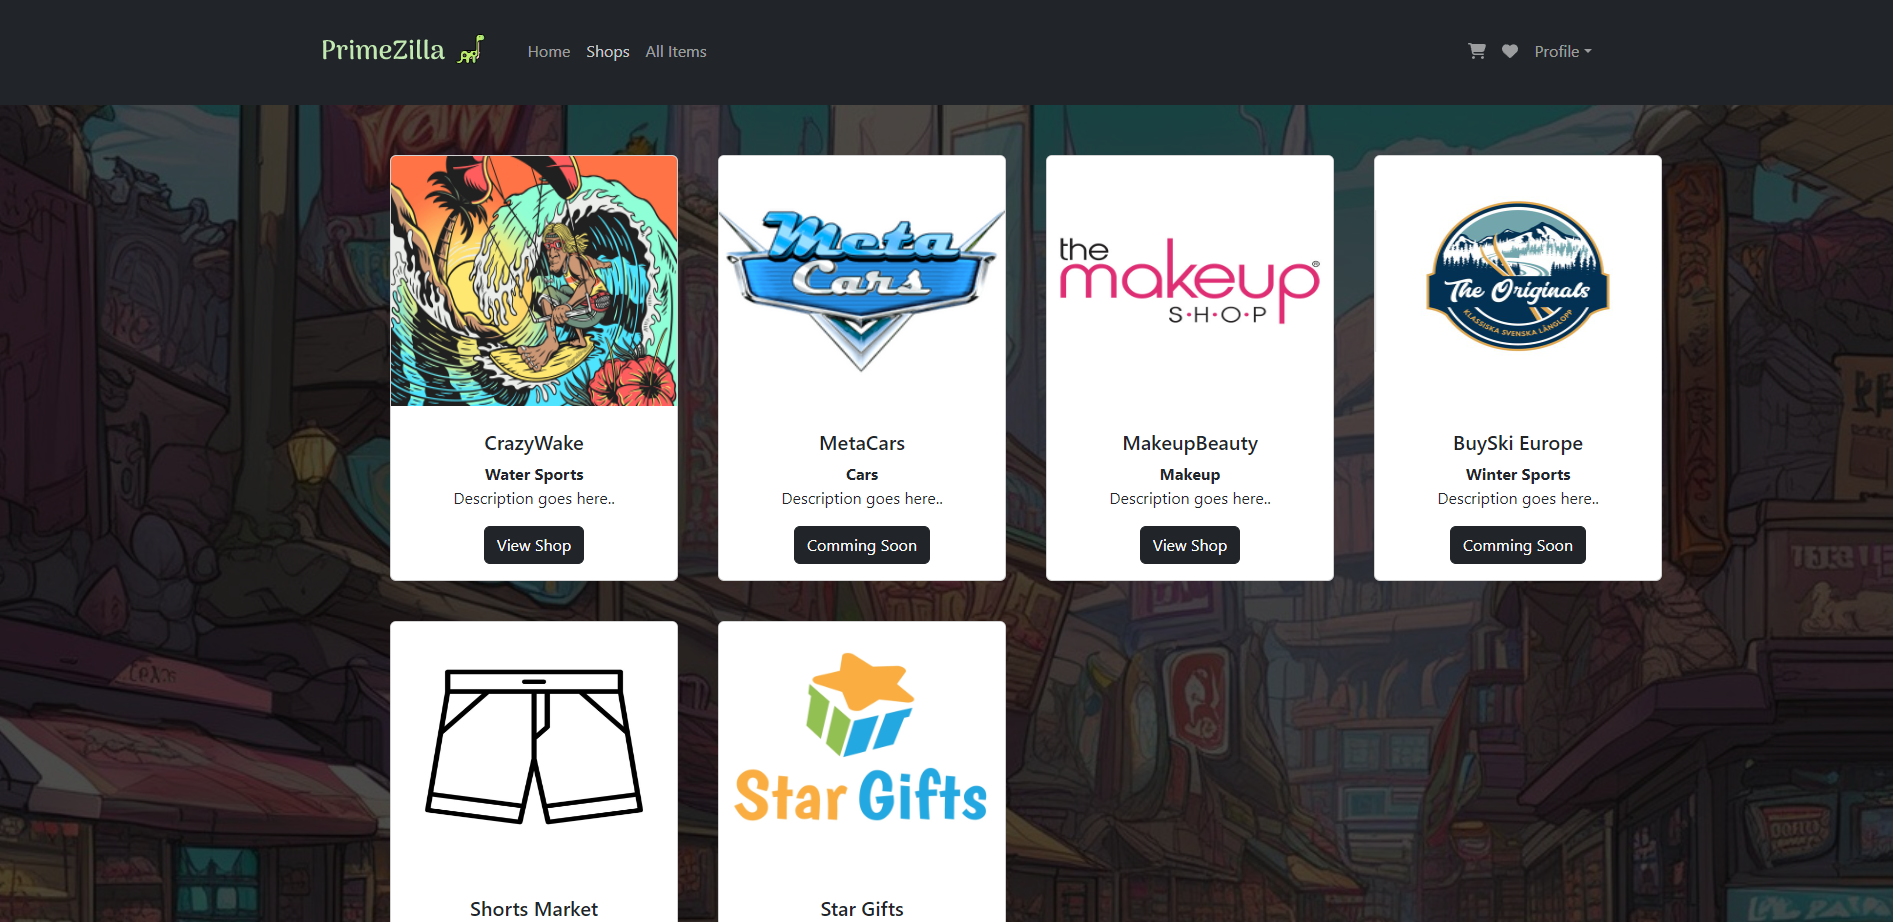 PrimeZilla
Home Shops All Items
Profile
Meta
Cars
the
makeup®
S·H·O·P
The Originals
KLASSISKA SVENSKA LÅNGLOPP
CrazyWake
Water Sports
Description goes here..
View Shop
MetaCars
Cars
Description goes here..
Comming Soon
MakeupBeauty
Makeup
Description goes here..
View Shop
BuySki Europe
Winter Sports
Description goes here..
Comming Soon
Star Gifts
Shorts Market
Star Gifts